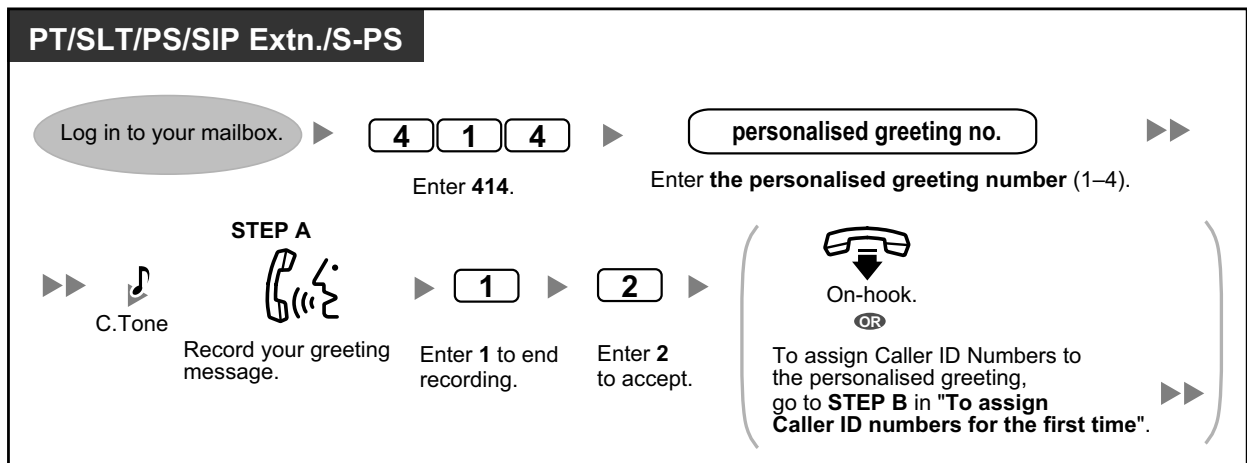 PT/SLT/PS/SIP Extn./S-PS
Log in to your mailbox.
4 1 4
Enter 414.
personalised greeting no.
Enter the personalised greeting number (1–4).
C.Tone
STEP A
Record your greeting
message.
1
Enter 1 to end
recording.
2
Enter 2
to accept.
On-hook.
OR
To assign Caller ID Numbers to
the personalised greeting,
go to STEP B in "To assign
Caller ID numbers for the first time".